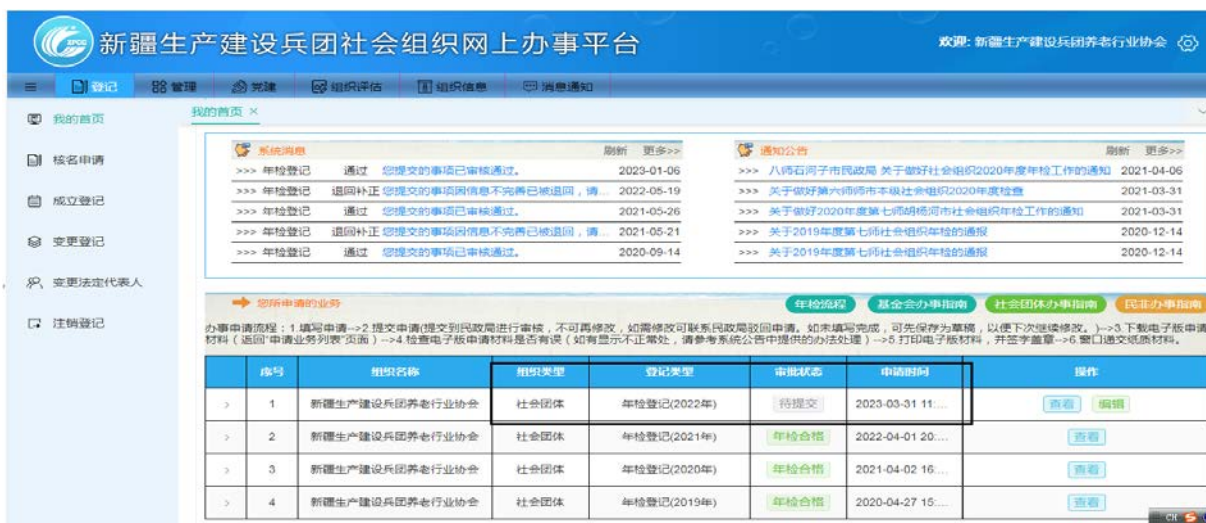 XPCC 新疆生产建设兵团社会组织网上办事平台 欢迎: 新疆生产建设兵团养老行业协会
登记 管理 党建 组织评估 组织信息 消息通知
我的首页
核名申请
成立登记
变更登记
变更法定代表人
注销登记
我的首页 ×
系统消息 刷新 更多>>
>>> 年检登记 通过 您提交的事项已审核通过。 2023-01-06
>>> 年检登记 退回补正 您提交的事项因信息不完善已被退回，请... 2022-05-19
>>> 年检登记 通过 您提交的事项已审核通过。 2021-05-26
>>> 年检登记 退回补正 您提交的事项因信息不完善已被退回，请... 2021-05-21
>>> 年检登记 通过 您提交的事项已审核通过。 2020-09-14
通知公告 刷新 更多>>
>>> 八师石河子市民政局 关于做好社会组织2020年度年检工作的通知 2021-04-06
>>> 关于做好第六师师市本级社会组织2020年度检查 2021-03-31
>>> 关于做好2020年度第七师胡杨河市社会组织年检工作的通知 2021-03-31
>>> 关于2019年度第七师社会组织年检的通报 2020-12-14
>>> 关于2019年度第七师社会组织年检的通报 2020-12-14
您所申请的业务 年检流程 基金会办事指南 社会团体办事指南 民非办事指南
办事申请流程：1.填写申请-->2.提交申请(提交到民政局进行审核，不可再修改，如需修改可联系民政局驳回申请。如未填写完成，可先保存为草稿，以便下次继续修改。)-->3.下载电子版申请
材料（返回"申请业务列表"页面）-->4.检查电子版申请材料是否有误（如有显示不正常处，请参考系统公告中提供的办法处理）-->5.打印电子版材料，并签字盖章-->6.窗口递交纸质材料。
序号 组织名称 组织类型 登记类型 审批状态 申请时间 操作
> 1 新疆生产建设兵团养老行业协会 社会团体 年检登记(2022年) 待提交 2023-03-31 11:... 查看 编辑
> 2 新疆生产建设兵团养老行业协会 社会团体 年检登记(2021年) 年检合格 2022-04-01 20:... 查看
> 3 新疆生产建设兵团养老行业协会 社会团体 年检登记(2020年) 年检合格 2021-04-02 16:... 查看
> 4 新疆生产建设兵团养老行业协会 社会团体 年检登记(2019年) 年检合格 2020-04-27 15:... 查看
CH